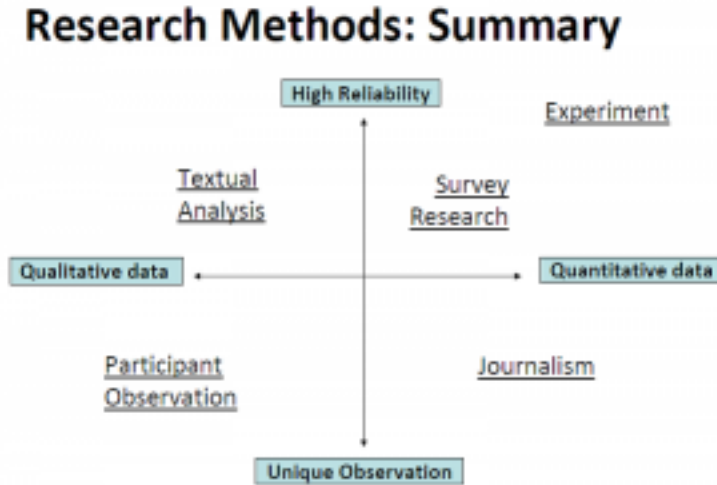 Research Methods: Summary
High Reliability
Experiment
Textual
Analysis
Survey
Research
Qualitative data
Quantitative data
Participant
Observation
Journalism
Unique Observation